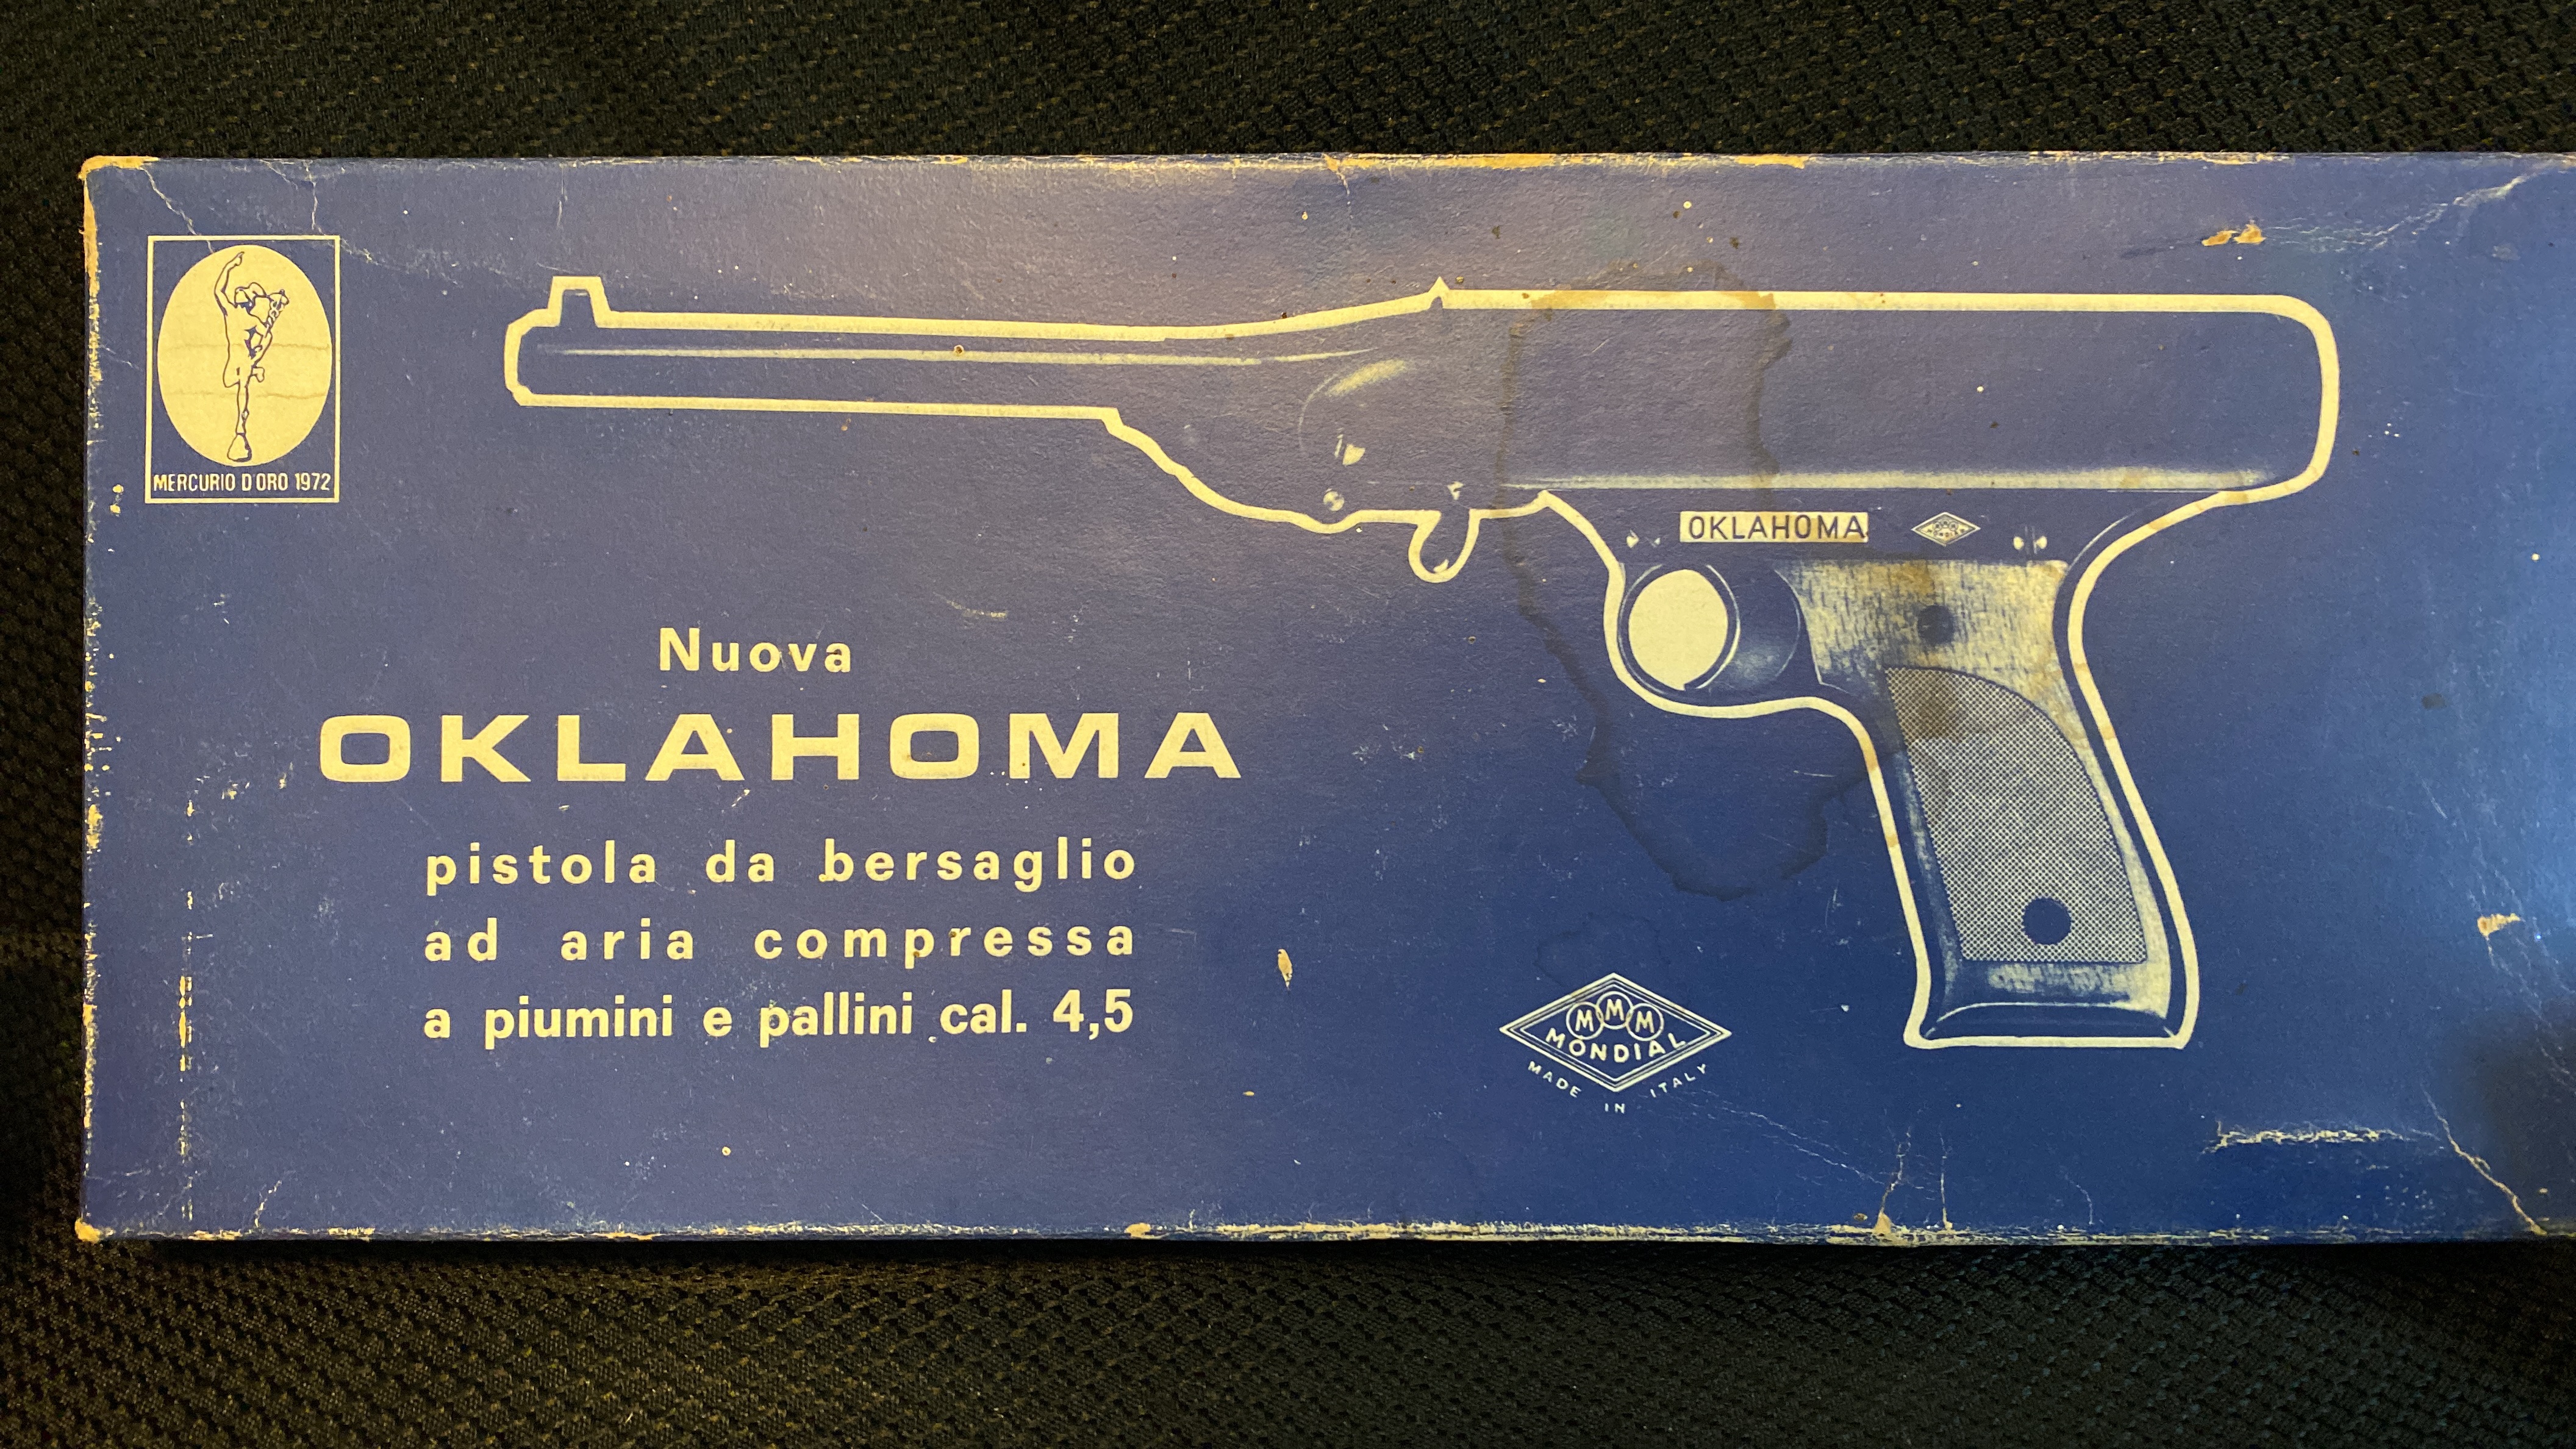 MERCURIO D'ORO 1972
OKLAHOMA
Nuova
OKLAHOMA
pistola da bersaglio
ad aria compressa
a piumini e pallini cal. 4,5
MMM
MONDIAL
MADE IN ITALY